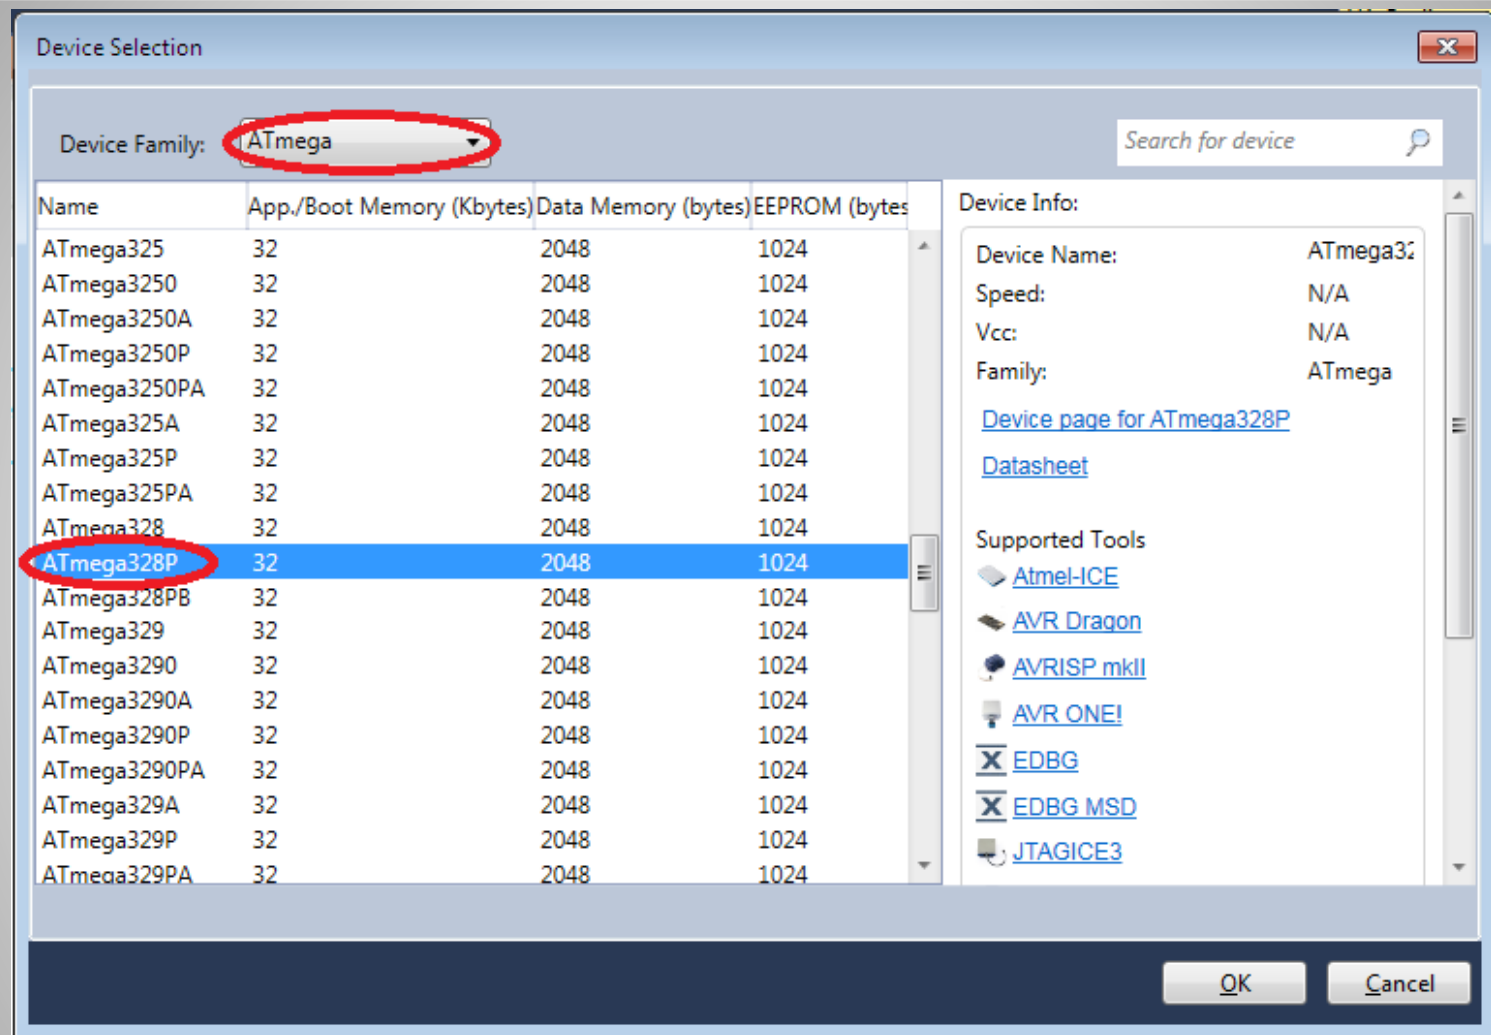 Device Selection
Device Family: ATmega
Search for device
Name App./Boot Memory (Kbytes) Data Memory (bytes) EEPROM (bytes
ATmega325 32 2048 1024
ATmega3250 32 2048 1024
ATmega3250A 32 2048 1024
ATmega3250P 32 2048 1024
ATmega3250PA 32 2048 1024
ATmega325A 32 2048 1024
ATmega325P 32 2048 1024
ATmega325PA 32 2048 1024
ATmega328 32 2048 1024
ATmega328P 32 2048 1024
ATmega328PB 32 2048 1024
ATmega329 32 2048 1024
ATmega3290 32 2048 1024
ATmega3290A 32 2048 1024
ATmega3290P 32 2048 1024
ATmega3290PA 32 2048 1024
ATmega329A 32 2048 1024
ATmega329P 32 2048 1024
ATmega329PA 32 2048 1024
Device Info:
Device Name: ATmega32
Speed: N/A
Vcc: N/A
Family: ATmega
Device page for ATmega328P
Datasheet
Supported Tools
Atmel-ICE
AVR Dragon
AVRISP mkII
AVR ONE!
EDBG
EDBG MSD
JTAGICE3
OK
Cancel